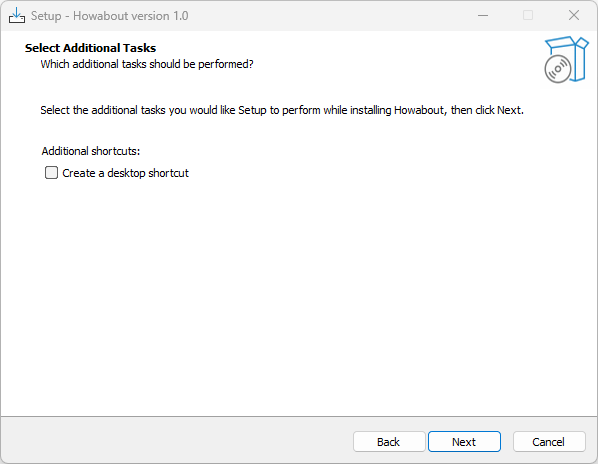 Setup - Howabout version 1.0
Select Additional Tasks
Which additional tasks should be performed?
Select the additional tasks you would like Setup to perform while installing Howabout, then click Next.
Additional shortcuts:
Create a desktop shortcut
Back Next Cancel